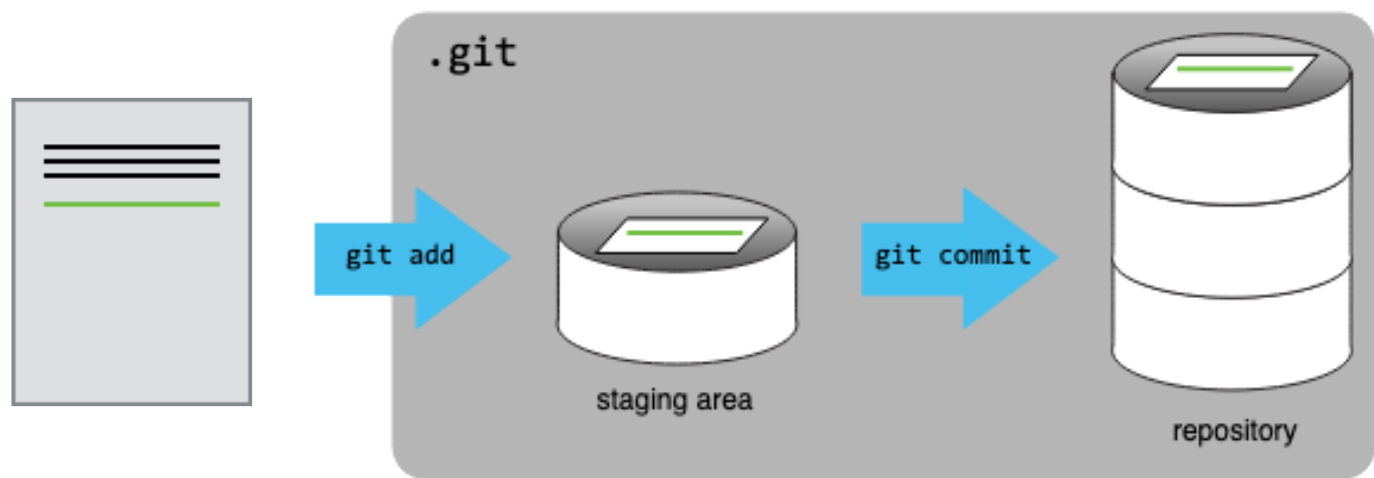 .git
git add
git commit
staging area
repository